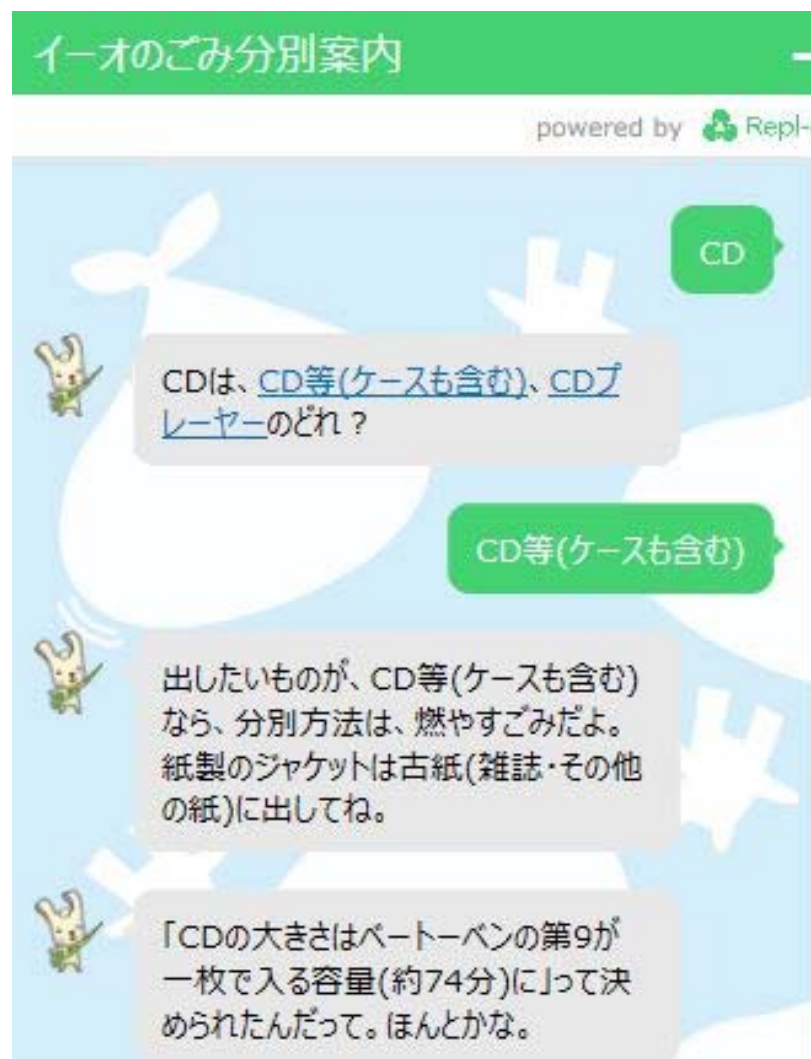 イーオのごみ分別案内
powered by Repl-
CD
CDは、CD等(ケースも含む)、CDプ
レーヤーのどれ?
CD等(ケースも含む)
出したいものが、CD等(ケースも含む)
なら、分別方法は、燃やすごみだよ。
紙製のジャケットは古紙(雑誌・その他
の紙)に出してね。
「CDの大きさはベートーベンの第9が
一枚で入る容量(約74分)に」って決
められたんだって。ほんとかな。